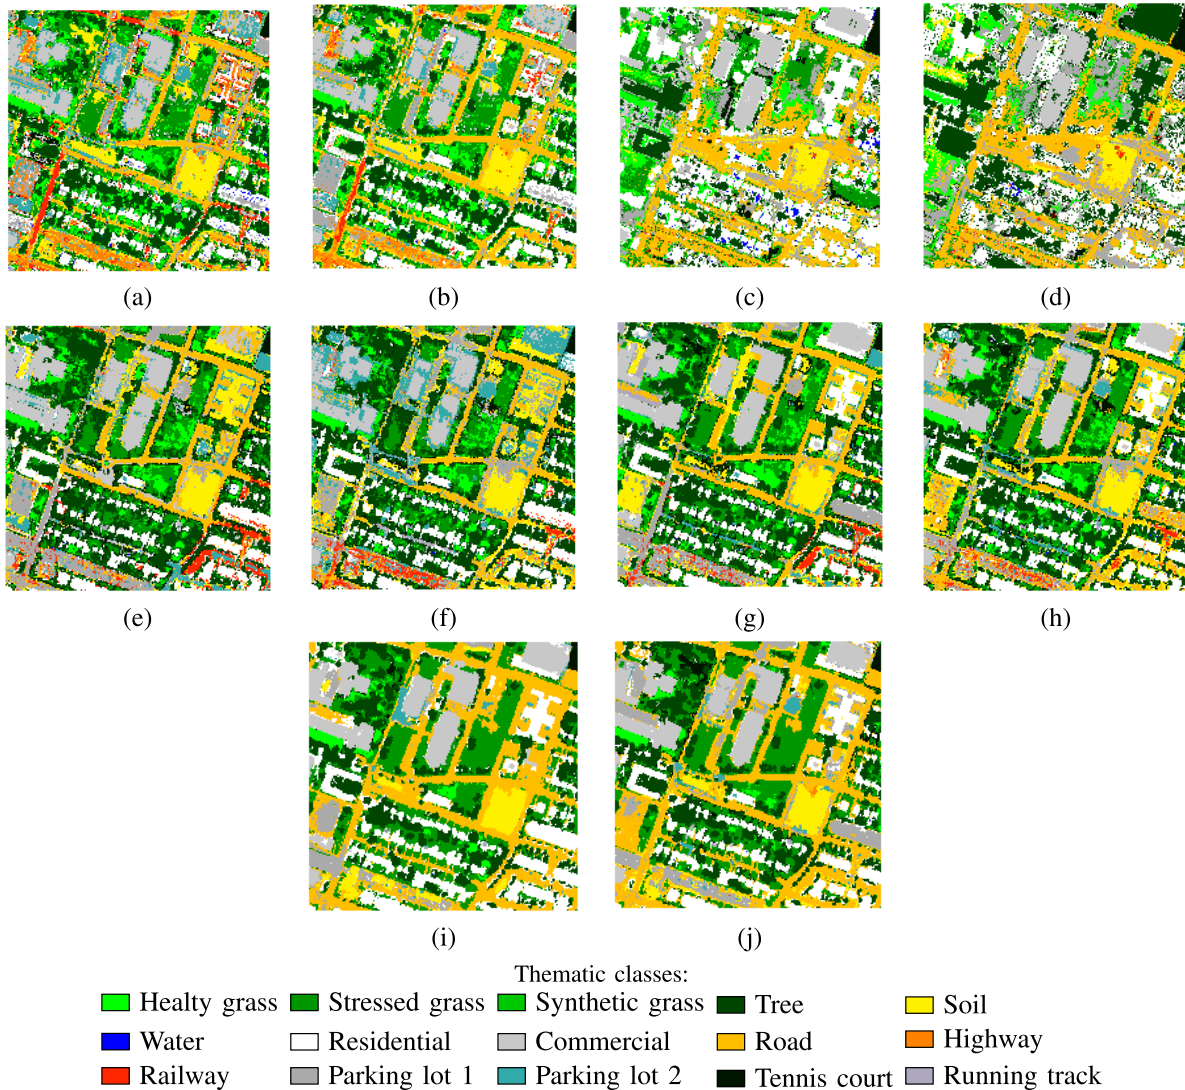 (a) (b) (c) (d)
(e) (f) (g) (h)
(i) (j)
Thematic classes:
Healty grass Stressed grass Synthetic grass Tree Soil
Water Residential Commercial Road Highway
Railway Parking lot 1 Parking lot 2 Tennis court Running track